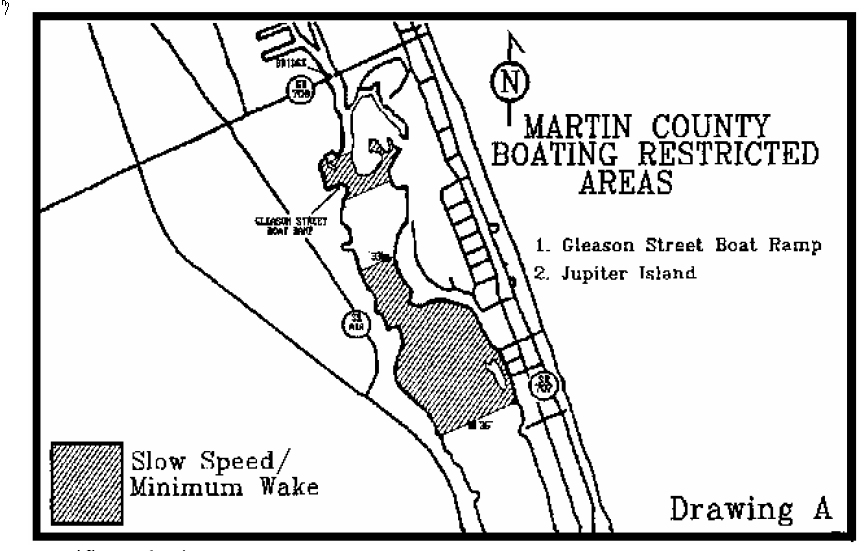 BRIDGE
SR
708
N
MARTIN COUNTY
BOATING RESTRICTED
AREAS
GLEASON STREET
BOAT RAMP
1. Gleason Street Boat Ramp
2. Jupiter Island
SR
A1A
SR
707
Slow Speed/
Minimum Wake
Drawing A